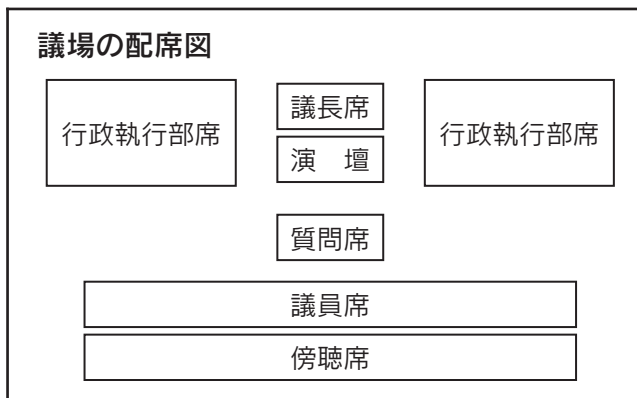 議場の配席図
行政執行部席
議長席
行政執行部席
演　壇
質問席
議員席
傍聴席